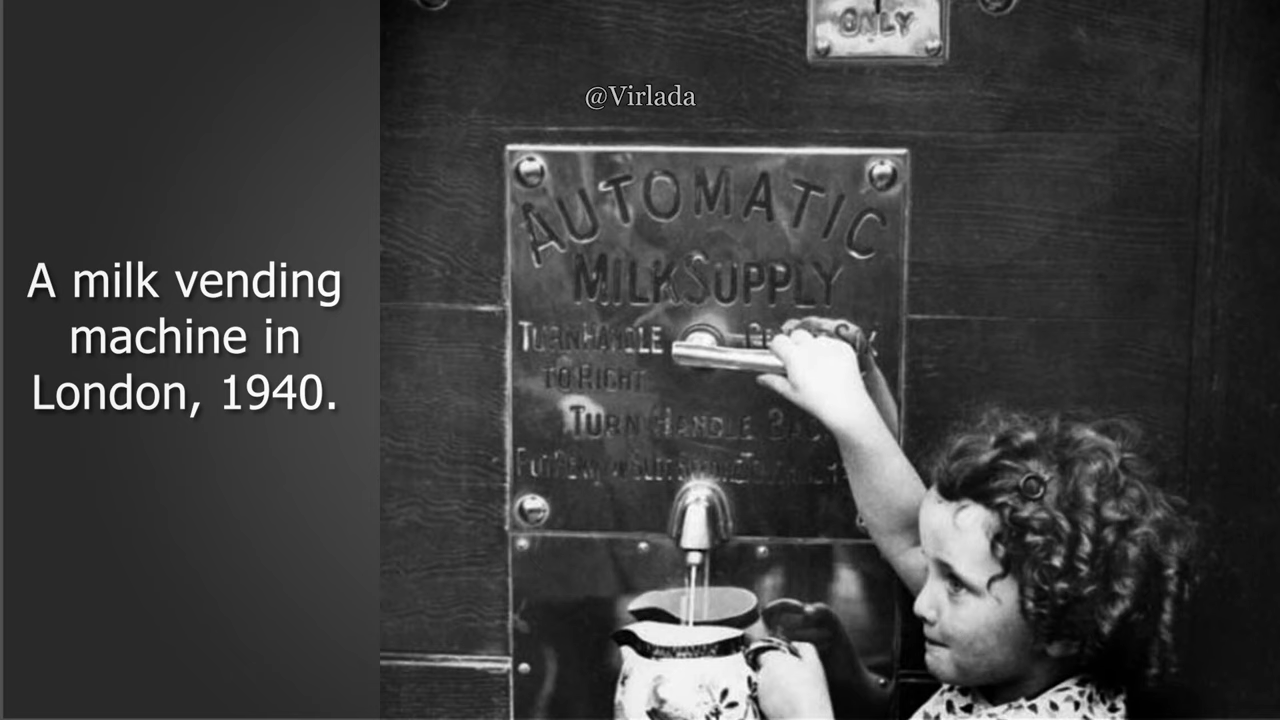 A milk vending
machine in
London, 1940.
ONLY
@Virlada
AUTOMATIC
MILK SUPPLY
TURN HANDLE
TO RIGHT
TURN HANDLE